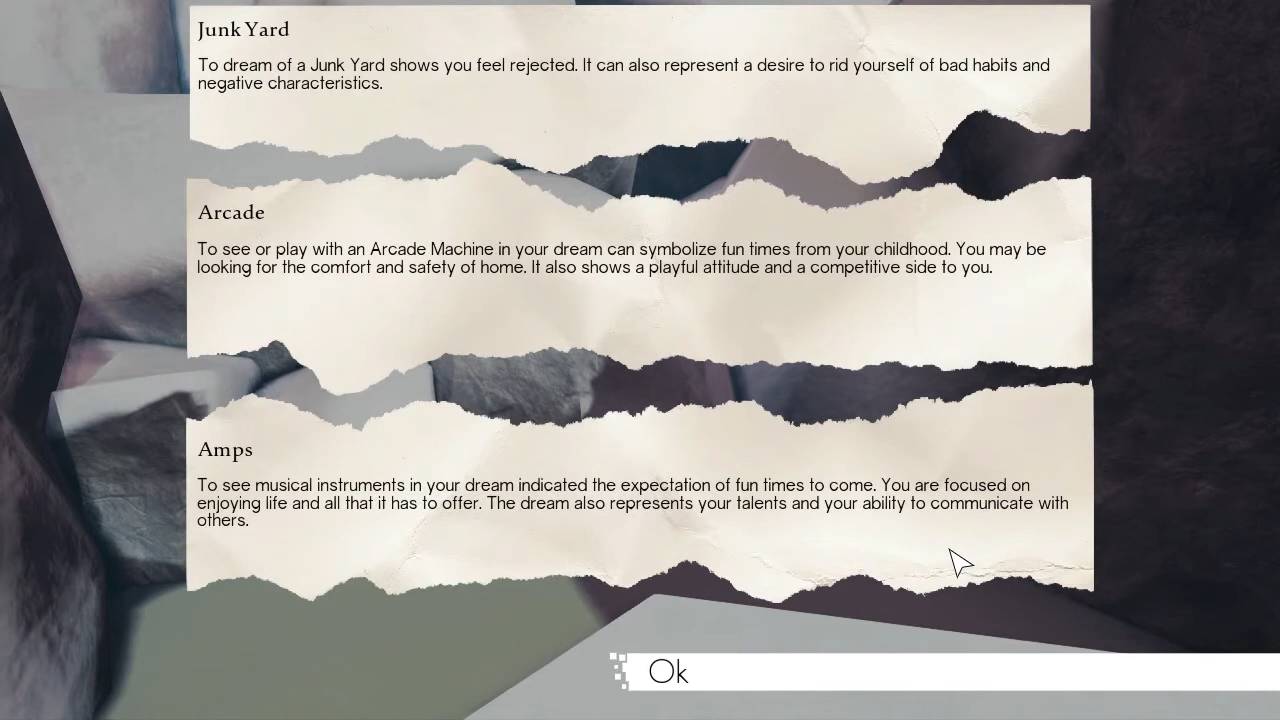 Junk Yard
To dream of a Junk Yard shows you feel rejected. It can also represent a desire to rid yourself of bad habits and
negative characteristics.
Arcade
To see or play with an Arcade Machine in your dream can symbolize fun times from your childhood. You may be
looking for the comfort and safety of home. It also shows a playful attitude and a competitive side to you.
Amps
To see musical instruments in your dream indicated the expectation of fun times to come. You are focused on
enjoying life and all that it has to offer. The dream also represents your talents and your ability to communicate with
others.
Ok